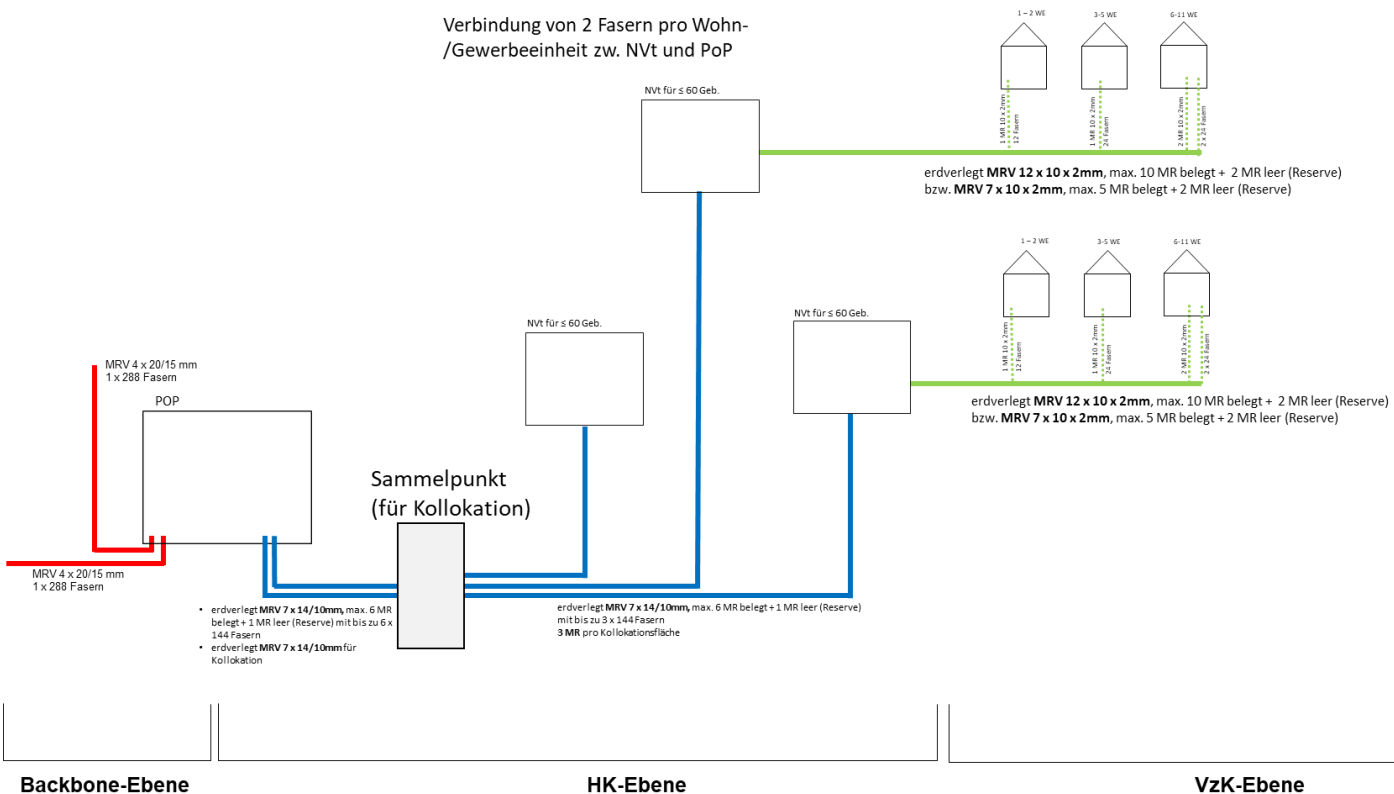 Verbindung von 2 Fasern pro Wohn-
/Gewerbeeinheit zw. NVt und PoP
1 – 2 WE
3-5 WE
6-11 WE
NVt für ≤ 60 Geb.
1 MR 10 x 2mm
12 Fasern
1 MR 10 x 2mm
24 Fasern
2 MR 10 x 2mm
2 x 24 Fasern
erdverlegt MRV 12 x 10 x 2mm, max. 10 MR belegt + 2 MR leer (Reserve)
bzw. MRV 7 x 10 x 2mm, max. 5 MR belegt + 2 MR leer (Reserve)
1 – 2 WE
3-5 WE
6-11 WE
NVt für ≤ 60 Geb.
NVt für ≤ 60 Geb.
1 MR 10 x 2mm
12 Fasern
1 MR 10 x 2mm
24 Fasern
2 MR 10 x 2mm
2 x 24 Fasern
erdverlegt MRV 12 x 10 x 2mm, max. 10 MR belegt + 2 MR leer (Reserve)
bzw. MRV 7 x 10 x 2mm, max. 5 MR belegt + 2 MR leer (Reserve)
MRV 4 x 20/15 mm
1 x 288 Fasern
POP
Sammelpunkt
(für Kollokation)
MRV 4 x 20/15 mm
1 x 288 Fasern
• erdverlegt MRV 7 x 14/10mm, max. 6 MR
belegt + 1 MR leer (Reserve) mit bis zu 6 x
144 Fasern
• erdverlegt MRV 7 x 14/10mm für
Kollokation
erdverlegt MRV 7 x 14/10mm, max. 6 MR belegt + 1 MR leer (Reserve)
mit bis zu 3 x 144 Fasern
3 MR pro Kollokationsfläche
Backbone-Ebene
HK-Ebene
VzK-Ebene